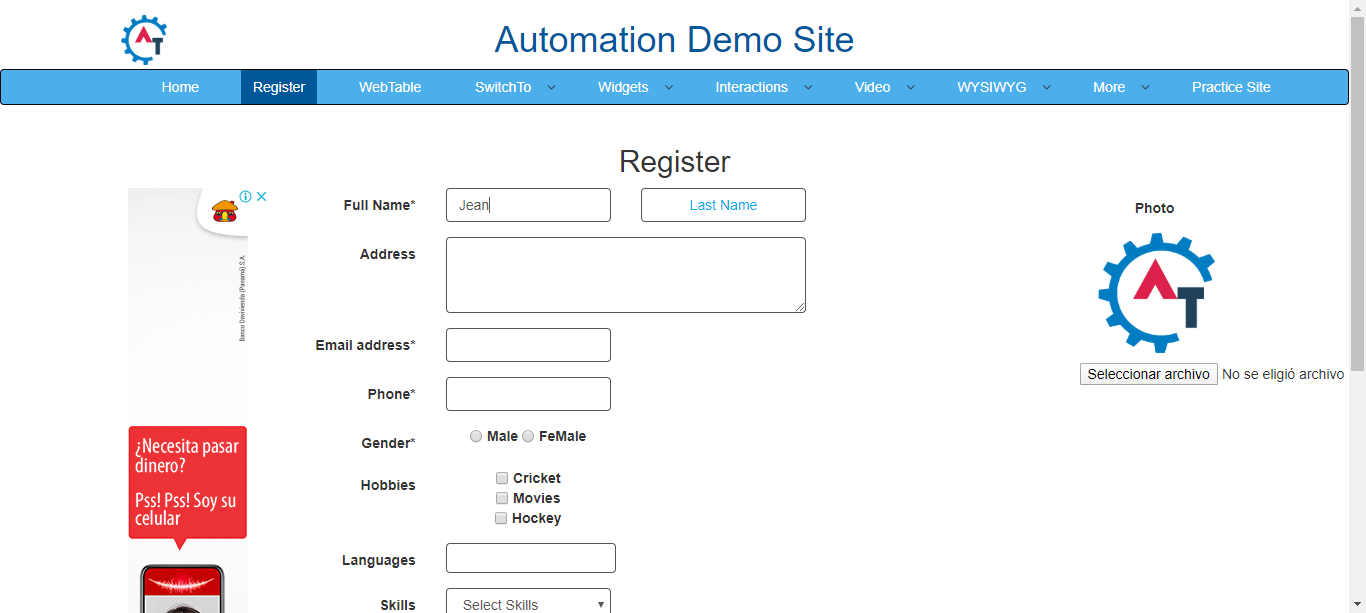 AT
Automation Demo Site
Home Register WebTable SwitchTo Widgets Interactions Video WYSIWYG More Practice Site
Register
Full Name* Jean Last Name
Photo
Address
AT
Banco Davivienda (Panamá) S.A.
Email address*
Seleccionar archivo No se eligió archivo
Phone*
Gender* Male FeMale
¿Necesita pasar
dinero?
Pss! Pss! Soy su
celular
Hobbies Cricket
Movies
Hockey
Languages
Skills Select Skills